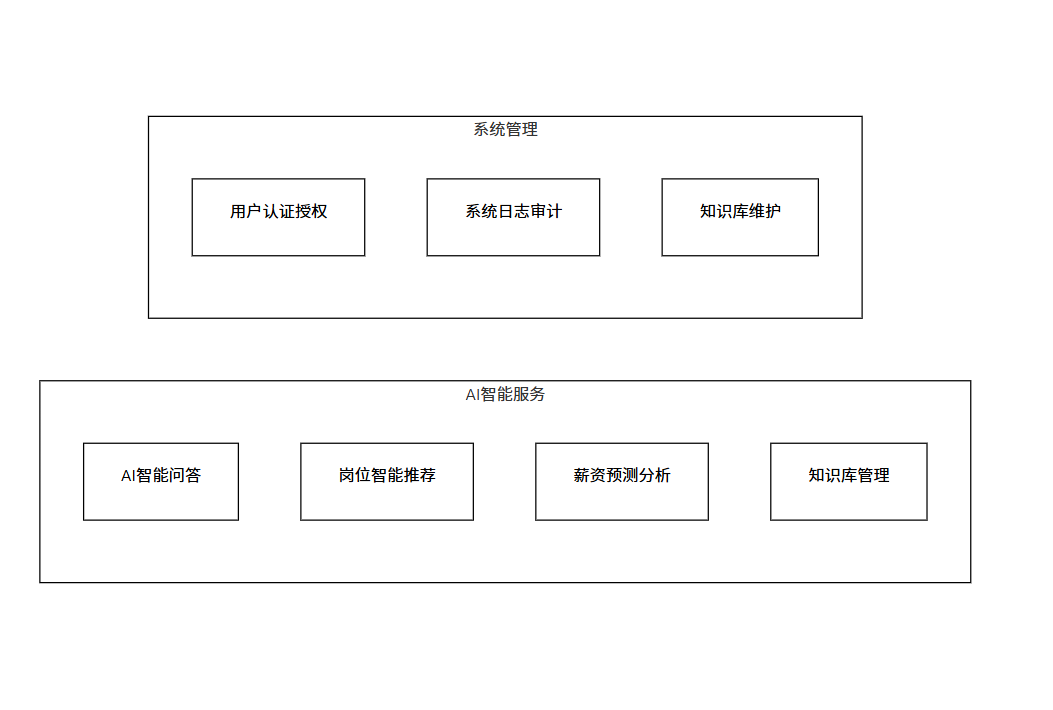 系统管理
用户认证授权
系统日志审计
知识库维护
AI智能服务
AI智能问答
岗位智能推荐
薪资预测分析
知识库管理